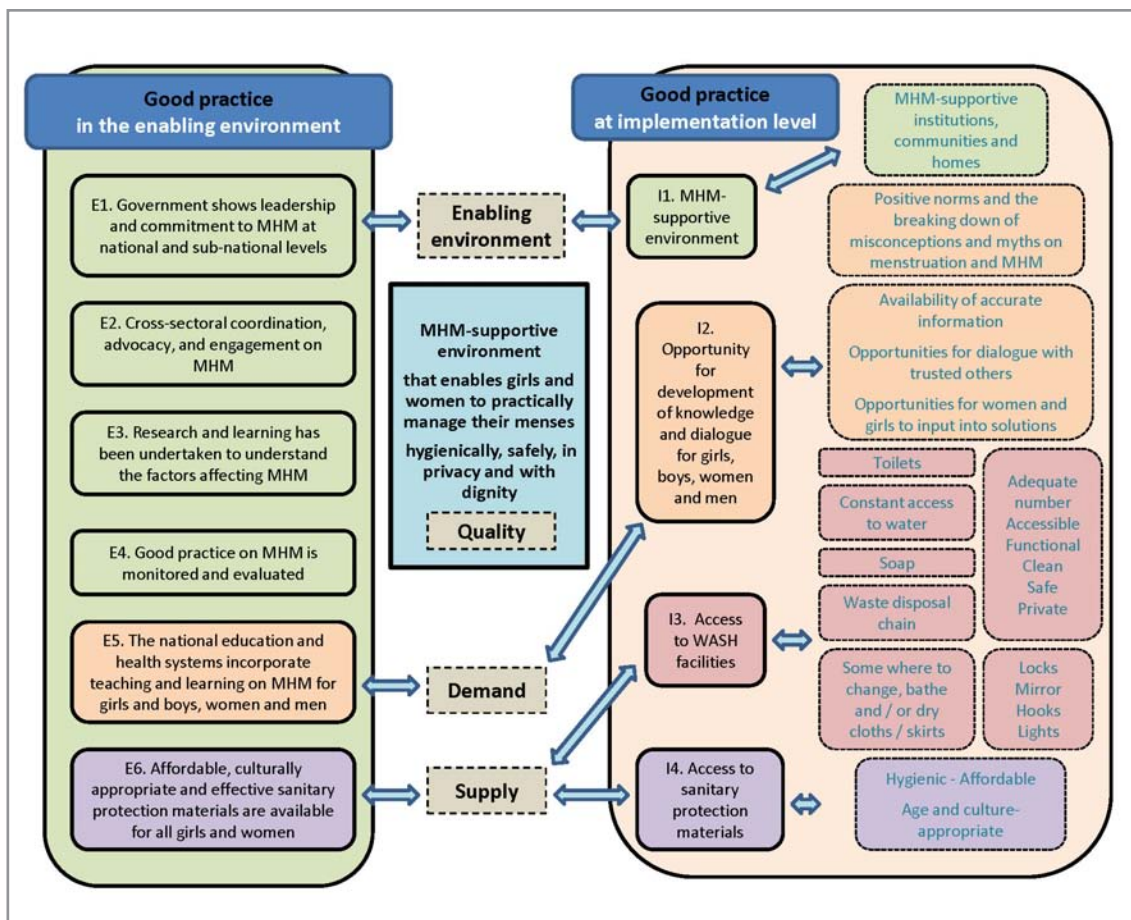 Good practice
in the enabling environment
E1. Government shows leadership
and commitment to MHM at
national and sub-national levels
E2. Cross-sectoral coordination,
advocacy, and engagement on
MHM
E3. Research and learning has
been undertaken to understand
the factors affecting MHM
E4. Good practice on MHM is
monitored and evaluated
E5. The national education and
health systems incorporate
teaching and learning on MHM for
girls and boys, women and men
E6. Affordable, culturally
appropriate and effective sanitary
protection materials are available
for all girls and women
Enabling
environment
MHM-supportive
environment
that enables girls and
women to practically
manage their menses
hygienically, safely, in
privacy and with
dignity
Quality
Demand
Supply
Good practice
at implementation level
I1. MHM-
supportive
environment
I2.
Opportunity
for
development
of knowledge
and dialogue
for girls,
boys, women
and men
I3. Access
to WASH
facilities
I4. Access to
sanitary
protection
materials
MHM-supportive
institutions,
communities and
homes
Positive norms and the
breaking down of
misconceptions and myths on
menstruation and MHM
Availability of accurate
information
Opportunities for dialogue with
trusted others
Opportunities for women and
girls to input into solutions
Toilets
Constant access
to water
Soap
Waste disposal
chain
Some where to
change, bathe
and / or dry
cloths / skirts
Adequate
number
Accessible
Functional
Clean
Safe
Private
Locks
Mirror
Hooks
Lights
Hygienic - Affordable
Age and culture-
appropriate